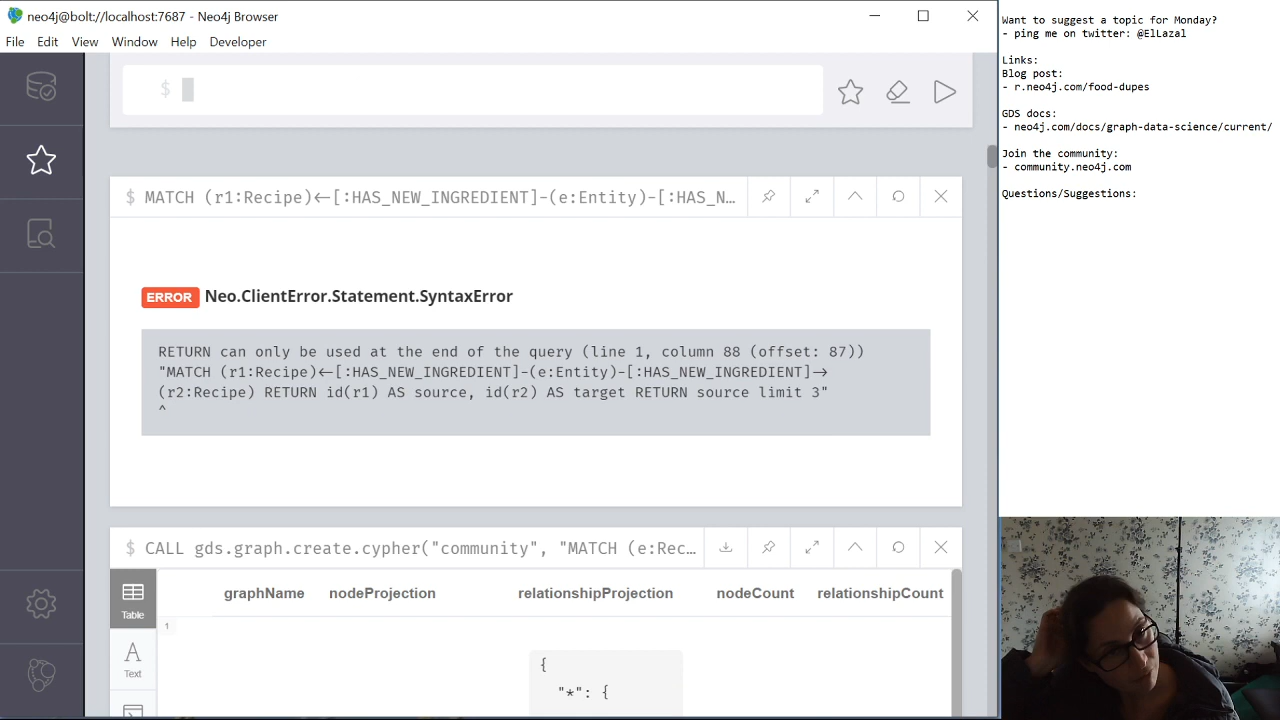 neo4j@bolt://localhost:7687 - Neo4j Browser
File Edit View Window Help Developer
$
$ MATCH (r1:Recipe)<-[:HAS_NEW_INGREDIENT]-(e:Entity)-[:HAS_N...
ERROR Neo.ClientError.Statement.SyntaxError
RETURN can only be used at the end of the query (line 1, column 88 (offset: 87))
"MATCH (r1:Recipe)<-[:HAS_NEW_INGREDIENT]-(e:Entity)-[:HAS_NEW_INGREDIENT]->
(r2:Recipe) RETURN id(r1) AS source, id(r2) AS target RETURN source limit 3"
^
$ CALL gds.graph.create.cypher("community", "MATCH (e:Rec...
Table
A
Text
graphName nodeProjection relationshipProjection nodeCount relationshipCount
1
{
"*": {
Want to suggest a topic for Monday?
- ping me on twitter: @ElLazal
Links:
Blog post:
- r.neo4j.com/food-dupes
GDS docs:
- neo4j.com/docs/graph-data-science/current/
Join the community:
- community.neo4j.com
Questions/Suggestions: